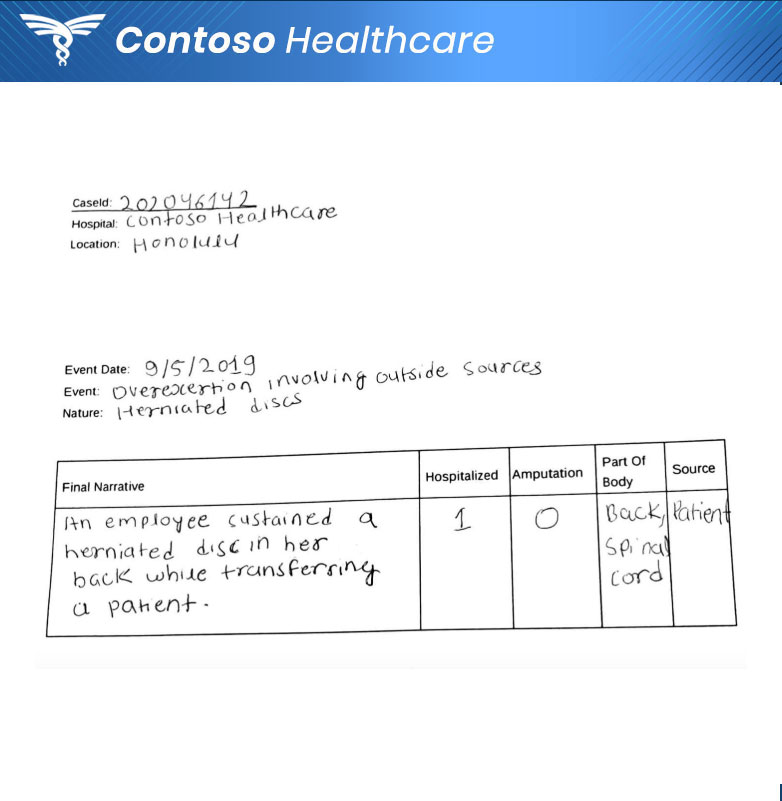 Contoso Healthcare
CaseId: 202046142
Hospital: Contoso Healthcare
Location: Honolulu
Event Date: 9/5/2019
Event: Overexertion involving outside sources
Nature: Herniated discs
Final Narrative Hospitalized Amputation Part Of Body Source
An employee sustained a 1 0 Back, Patient
herniated disc in her Spinal
back while transferring cord
a patient.